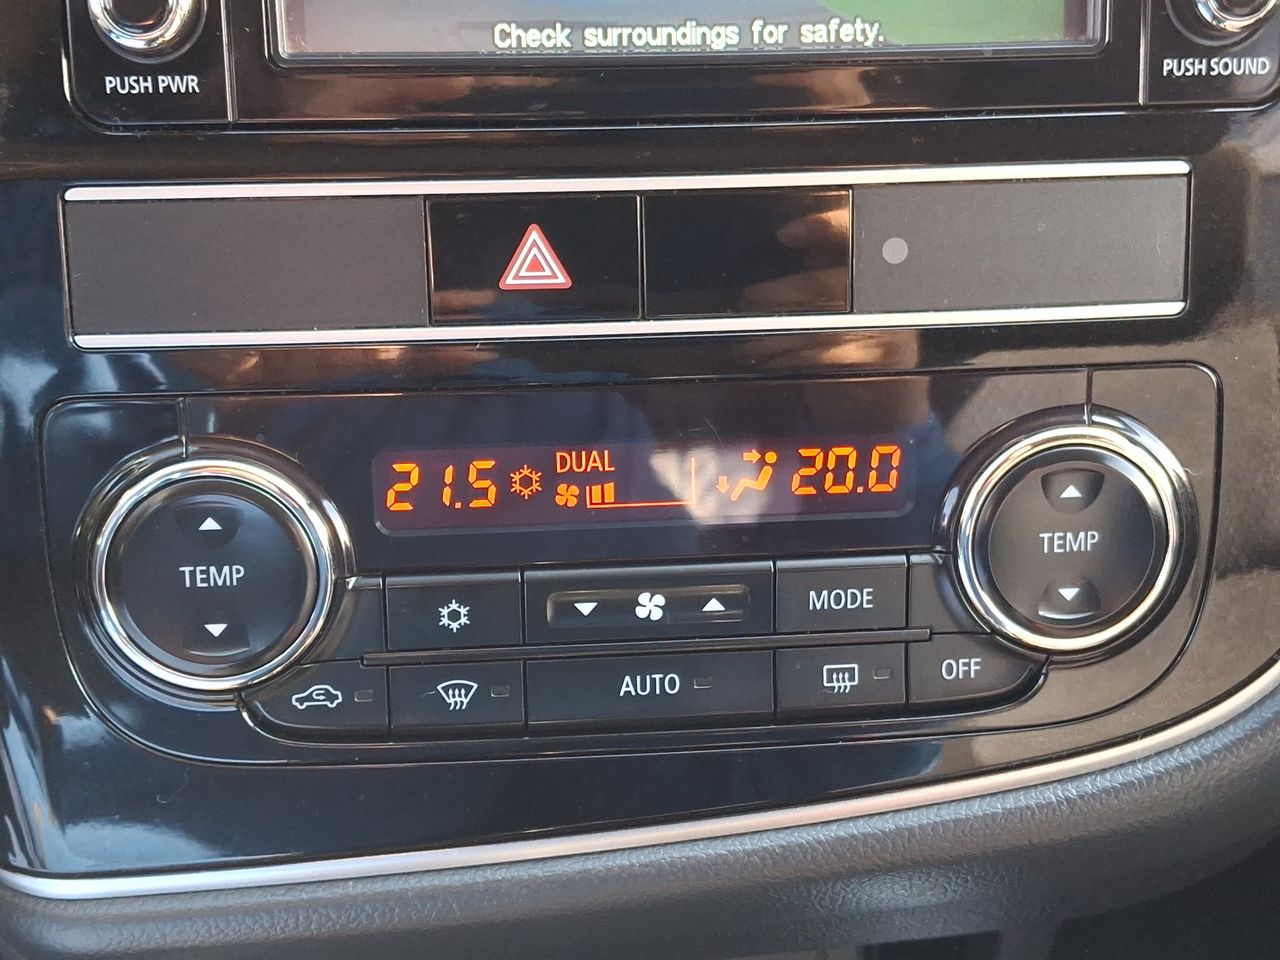 Check surroundings for safety.
PUSH PWR
PUSH SOUND
21.5 DUAL 20.0
TEMP
TEMP
MODE
AUTO
OFF